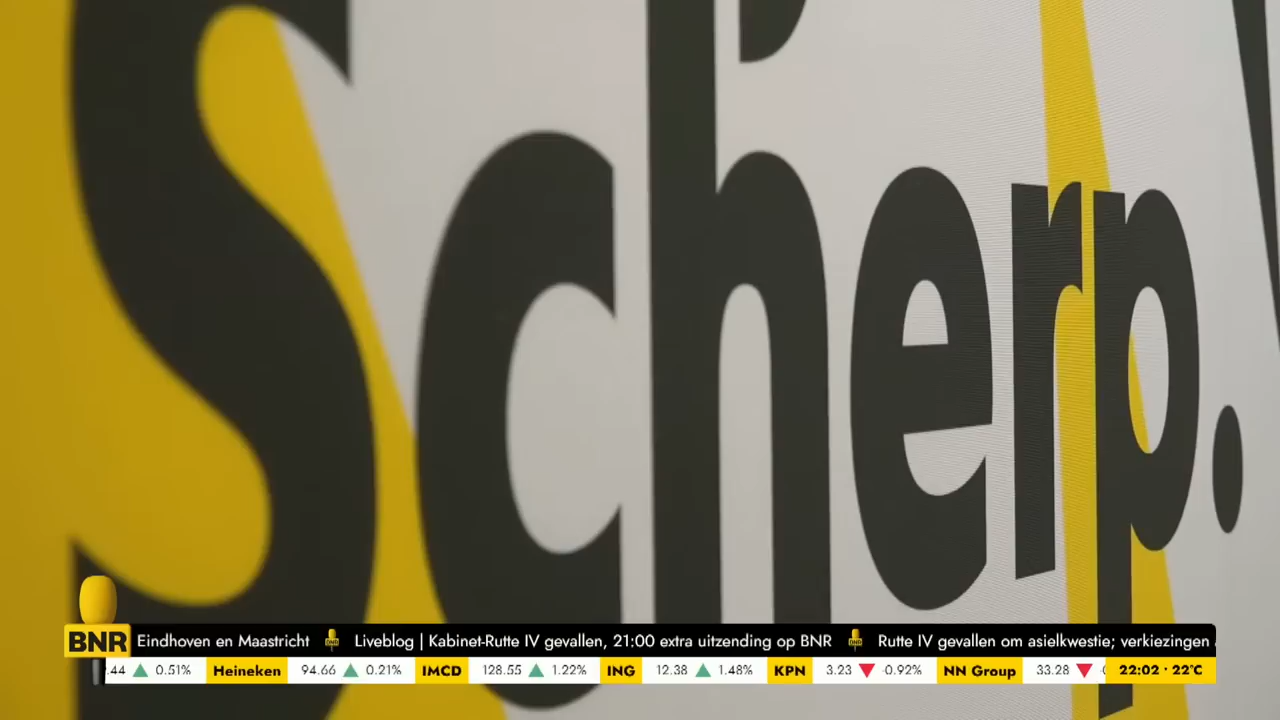 Scherp.
BNR
Eindhoven en Maastricht
Liveblog | Kabinet-Rutte IV gevallen, 21:00 extra uitzending op BNR
Rutte IV gevallen om asielkwestie; verkiezingen
.44 0.51% Heineken 94.66 0.21% IMCD 128.55 1.22% ING 12.38 1.48% KPN 3.23 -0.92% NN Group 33.28
22:02 · 22°C